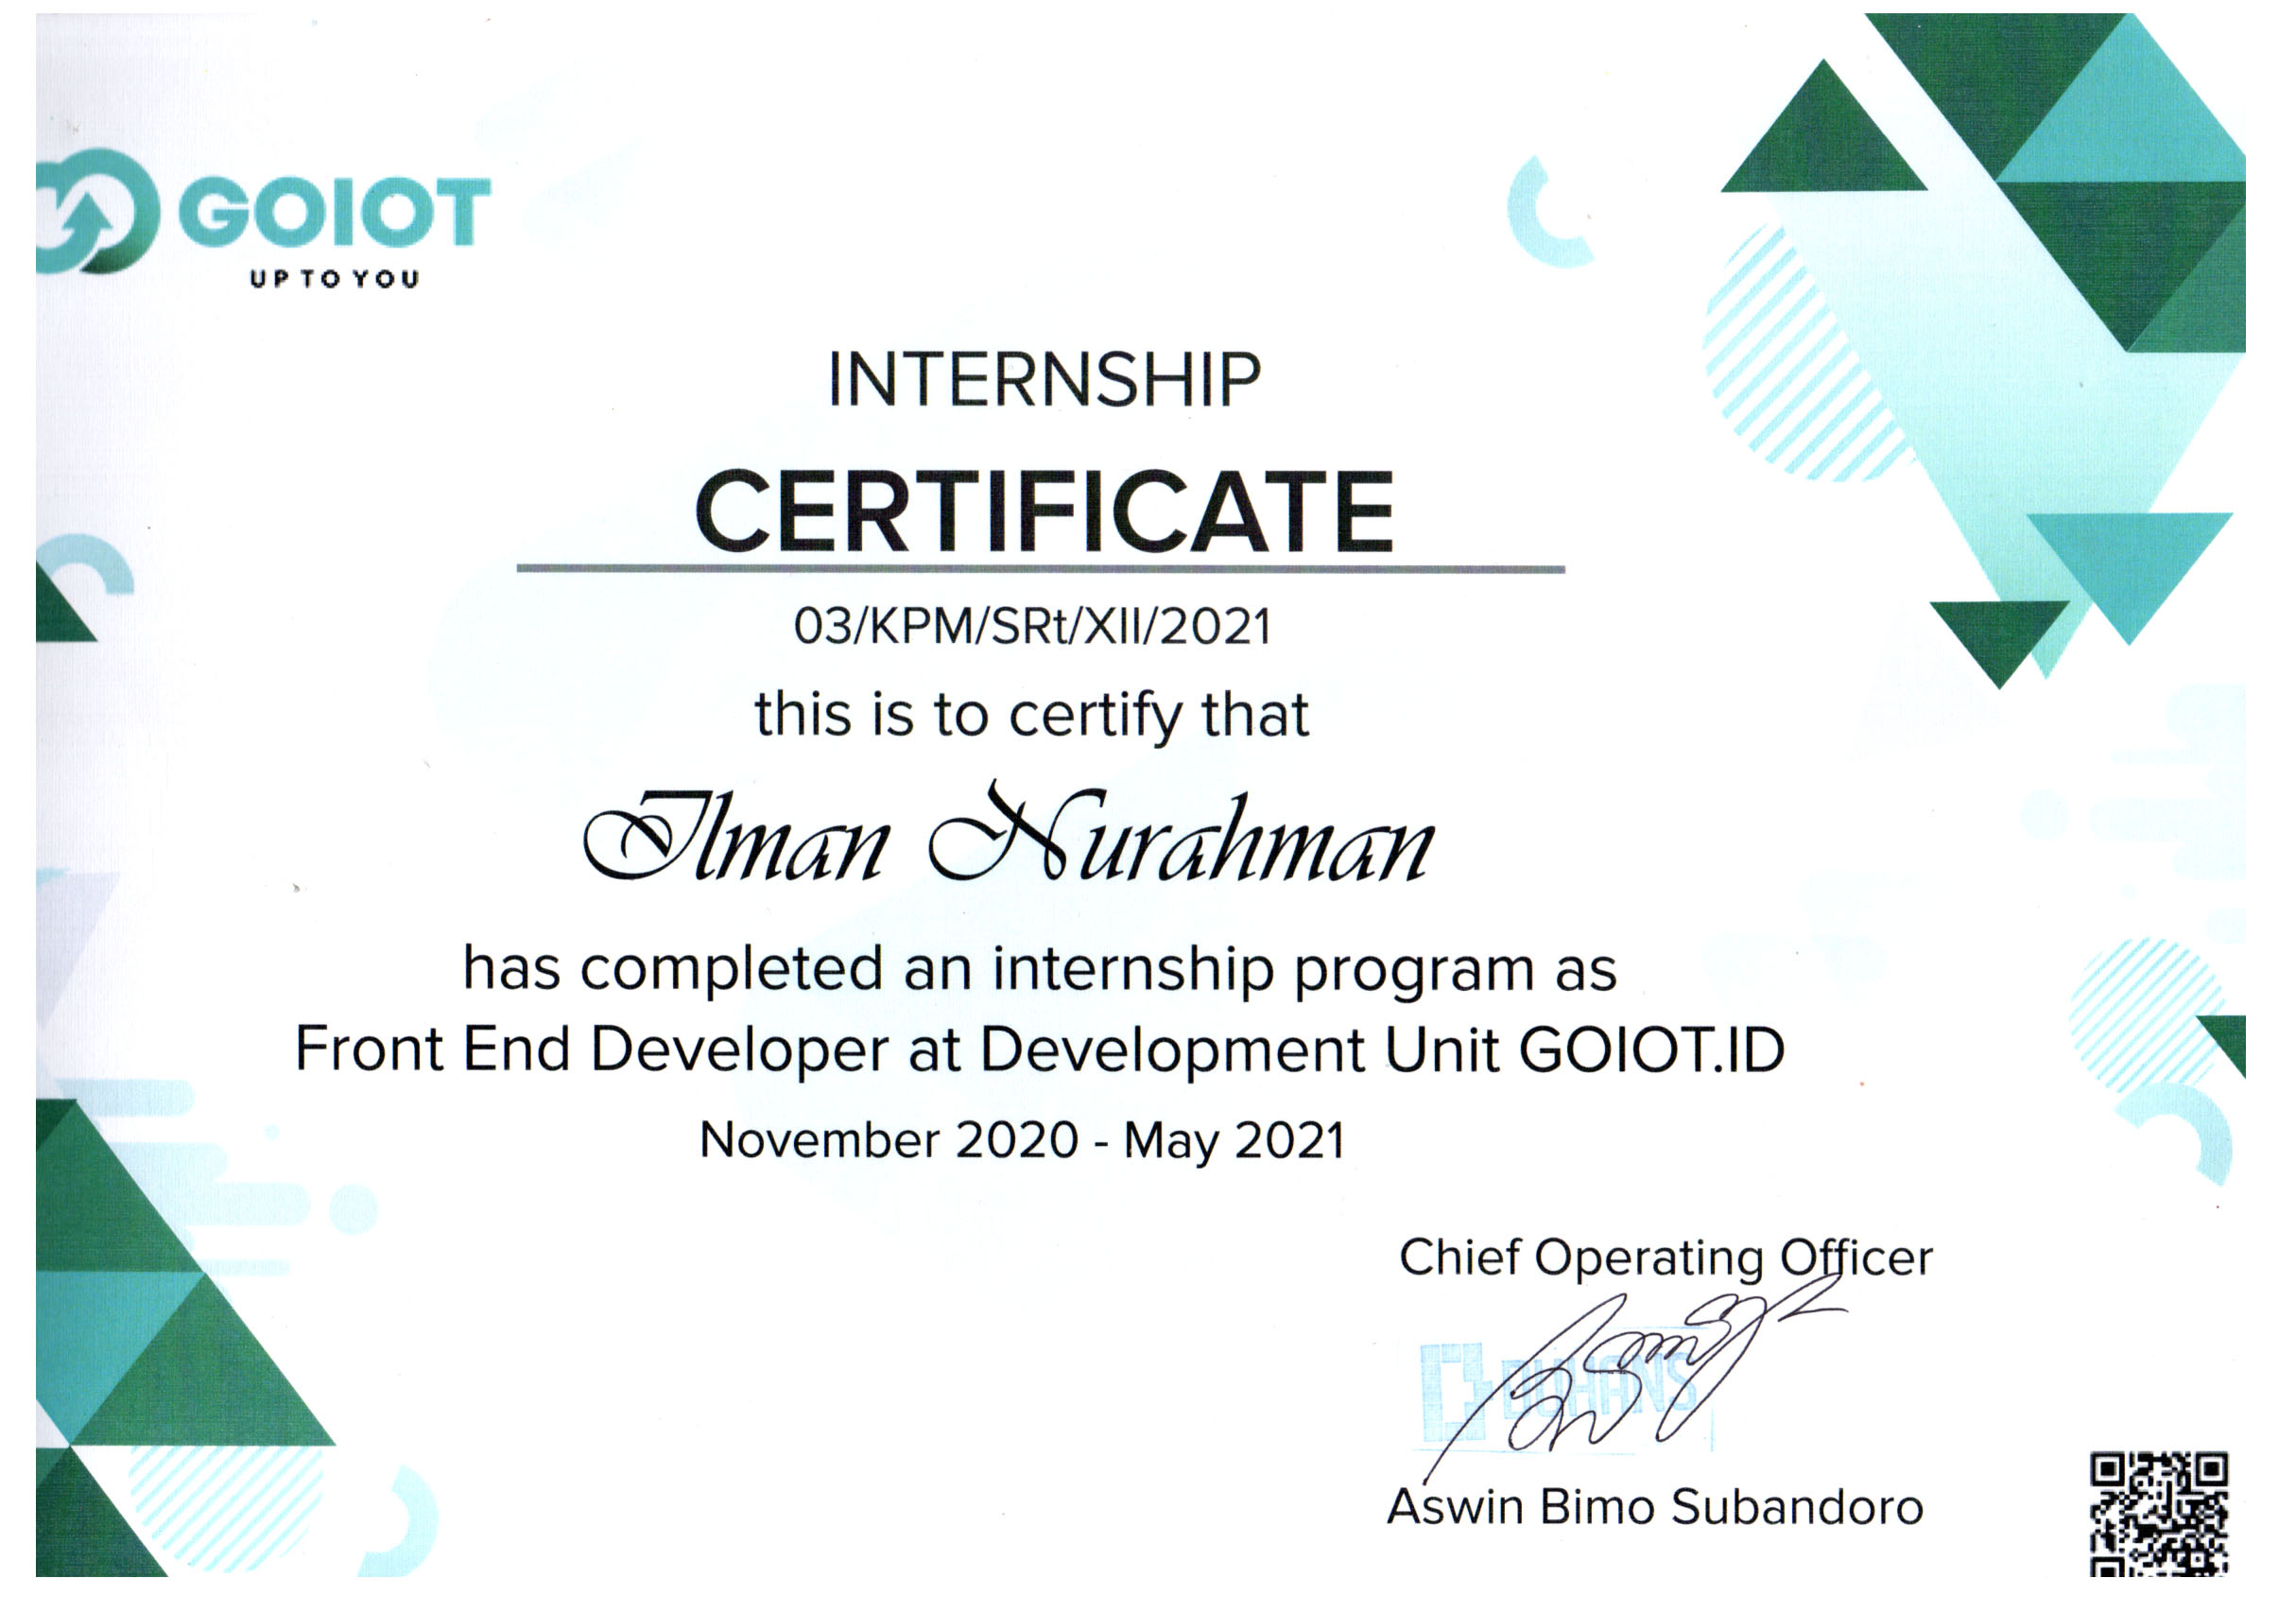 GOIOT
UP TO YOU
INTERNSHIP
CERTIFICATE
03/KPM/SRt/XII/2021
this is to certify that
Ilman Nurahman
has completed an internship program as
Front End Developer at Development Unit GOIOT.ID
November 2020 - May 2021
Chief Operating Officer
DUHANS
Aswin Bimo Subandoro